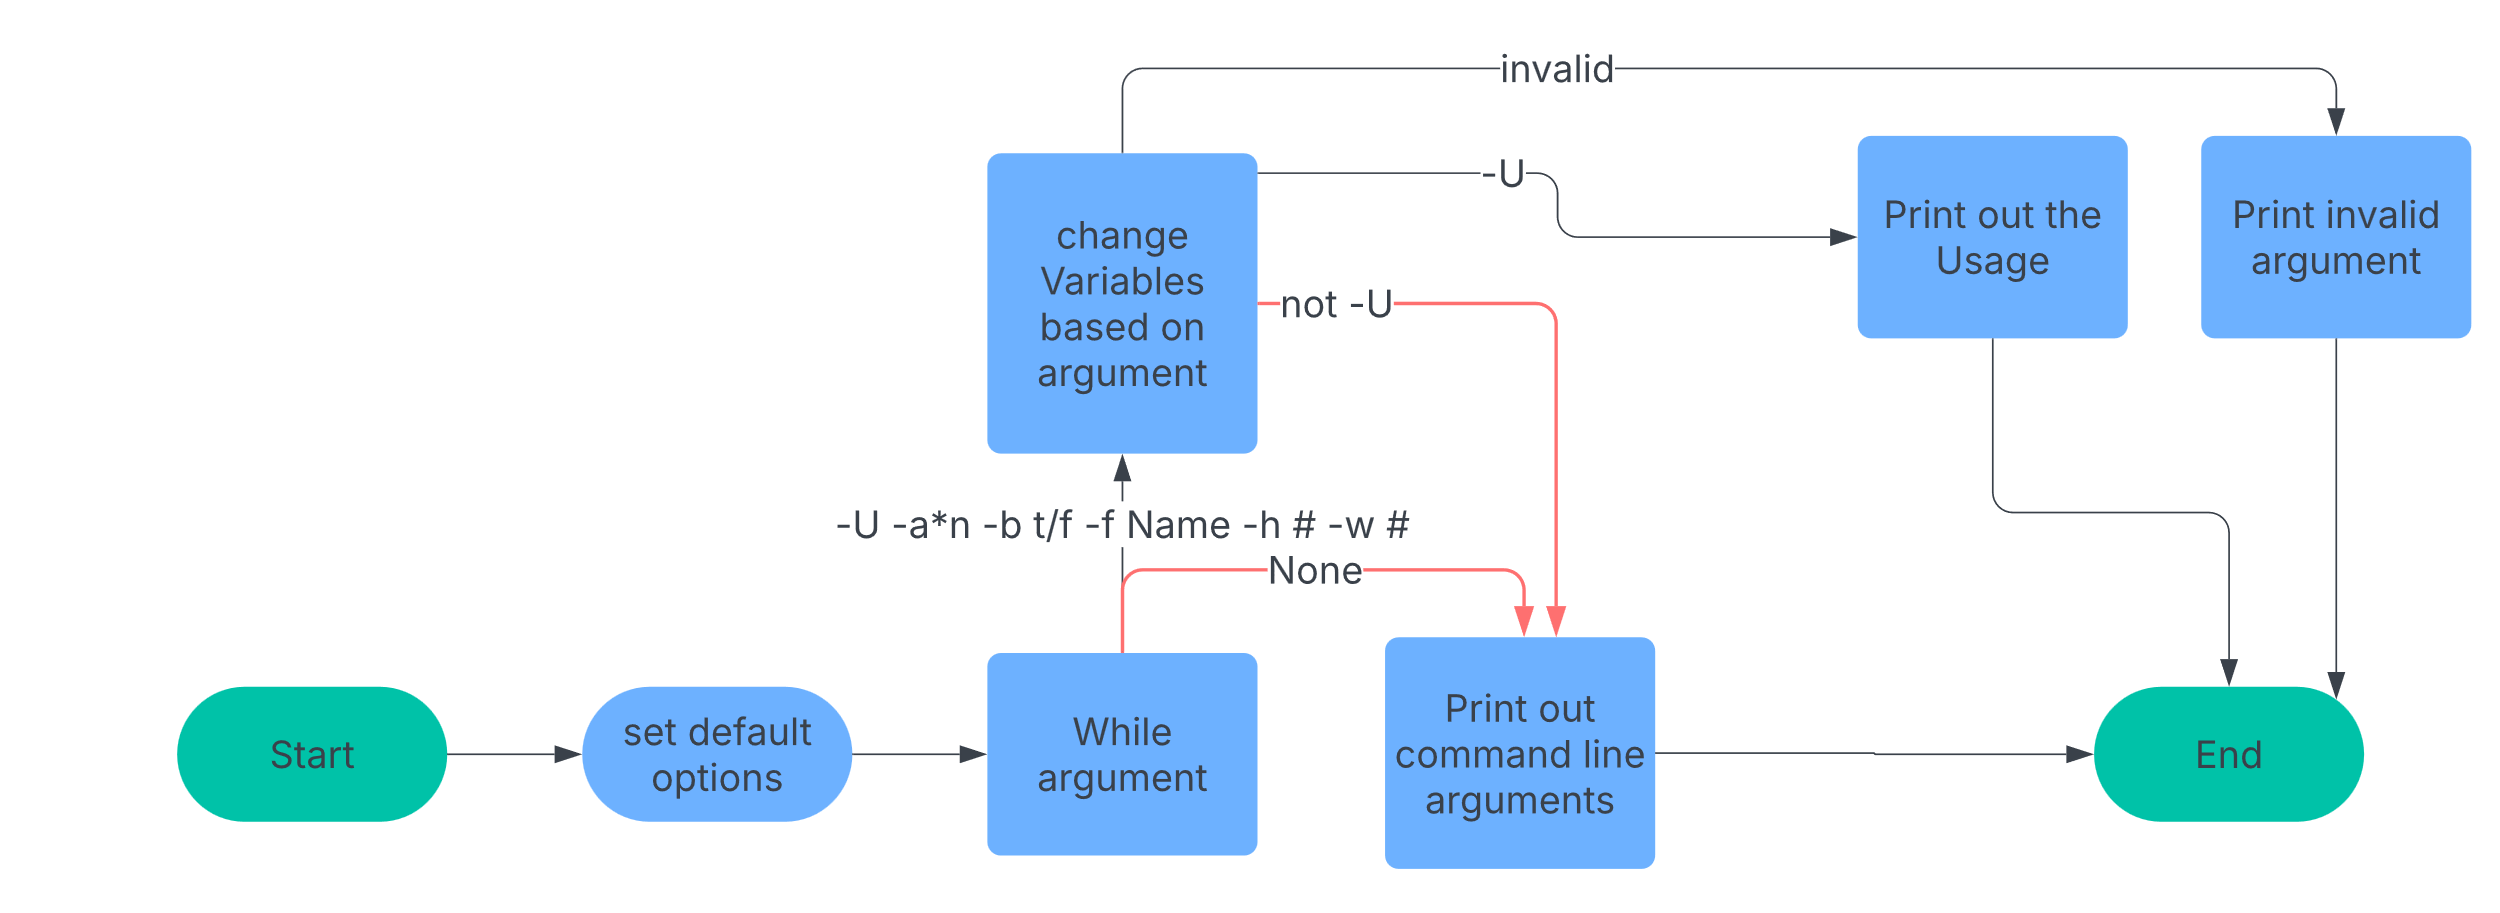 invalid
-U
change
Variables
based on
argument
Print out the
Usage
Print invalid
argument
not -U
-U -a*n -b t/f -f Name -h # -w #
None
Start
set default
options
While
argument
Print out
command line
arguments
End